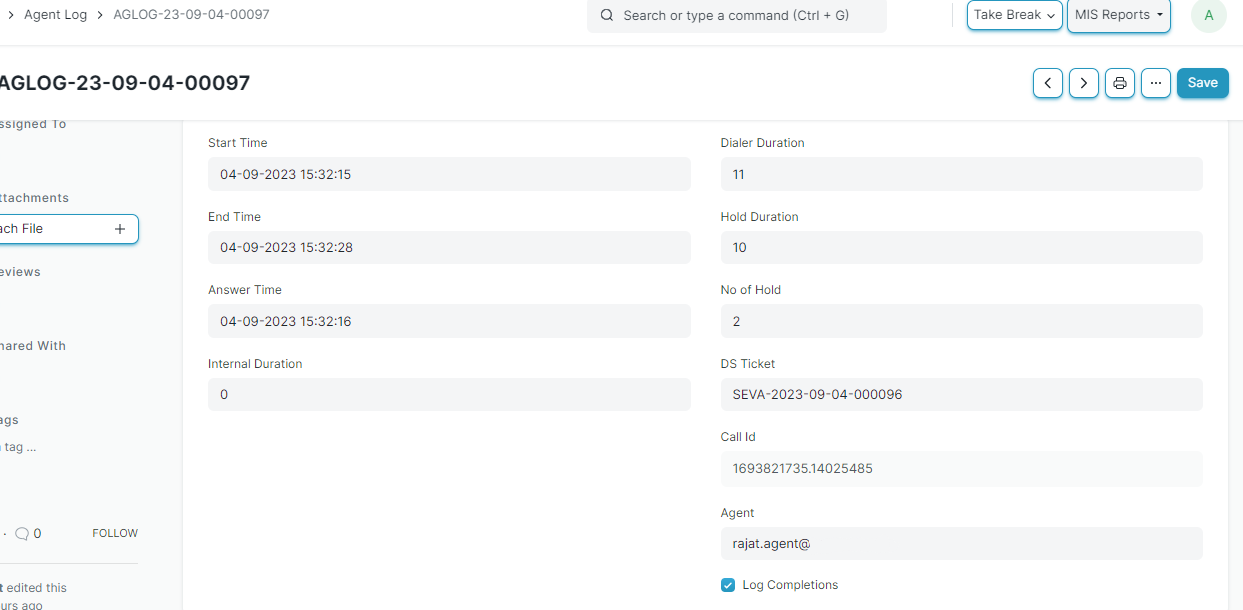 Agent Log > AGLOG-23-09-04-00097
Search or type a command (Ctrl + G)
Take Break
MIS Reports
A
AGLOG-23-09-04-00097
Save
ssigned To
ttachments
ach File +
eviews
hared With
ags
tag ...
· 0
FOLLOW
t edited this
urs ago
Start Time
04-09-2023 15:32:15
End Time
04-09-2023 15:32:28
Answer Time
04-09-2023 15:32:16
Internal Duration
0
Dialer Duration
11
Hold Duration
10
No of Hold
2
DS Ticket
SEVA-2023-09-04-000096
Call Id
1693821735.14025485
Agent
rajat.agent@
Log Completions